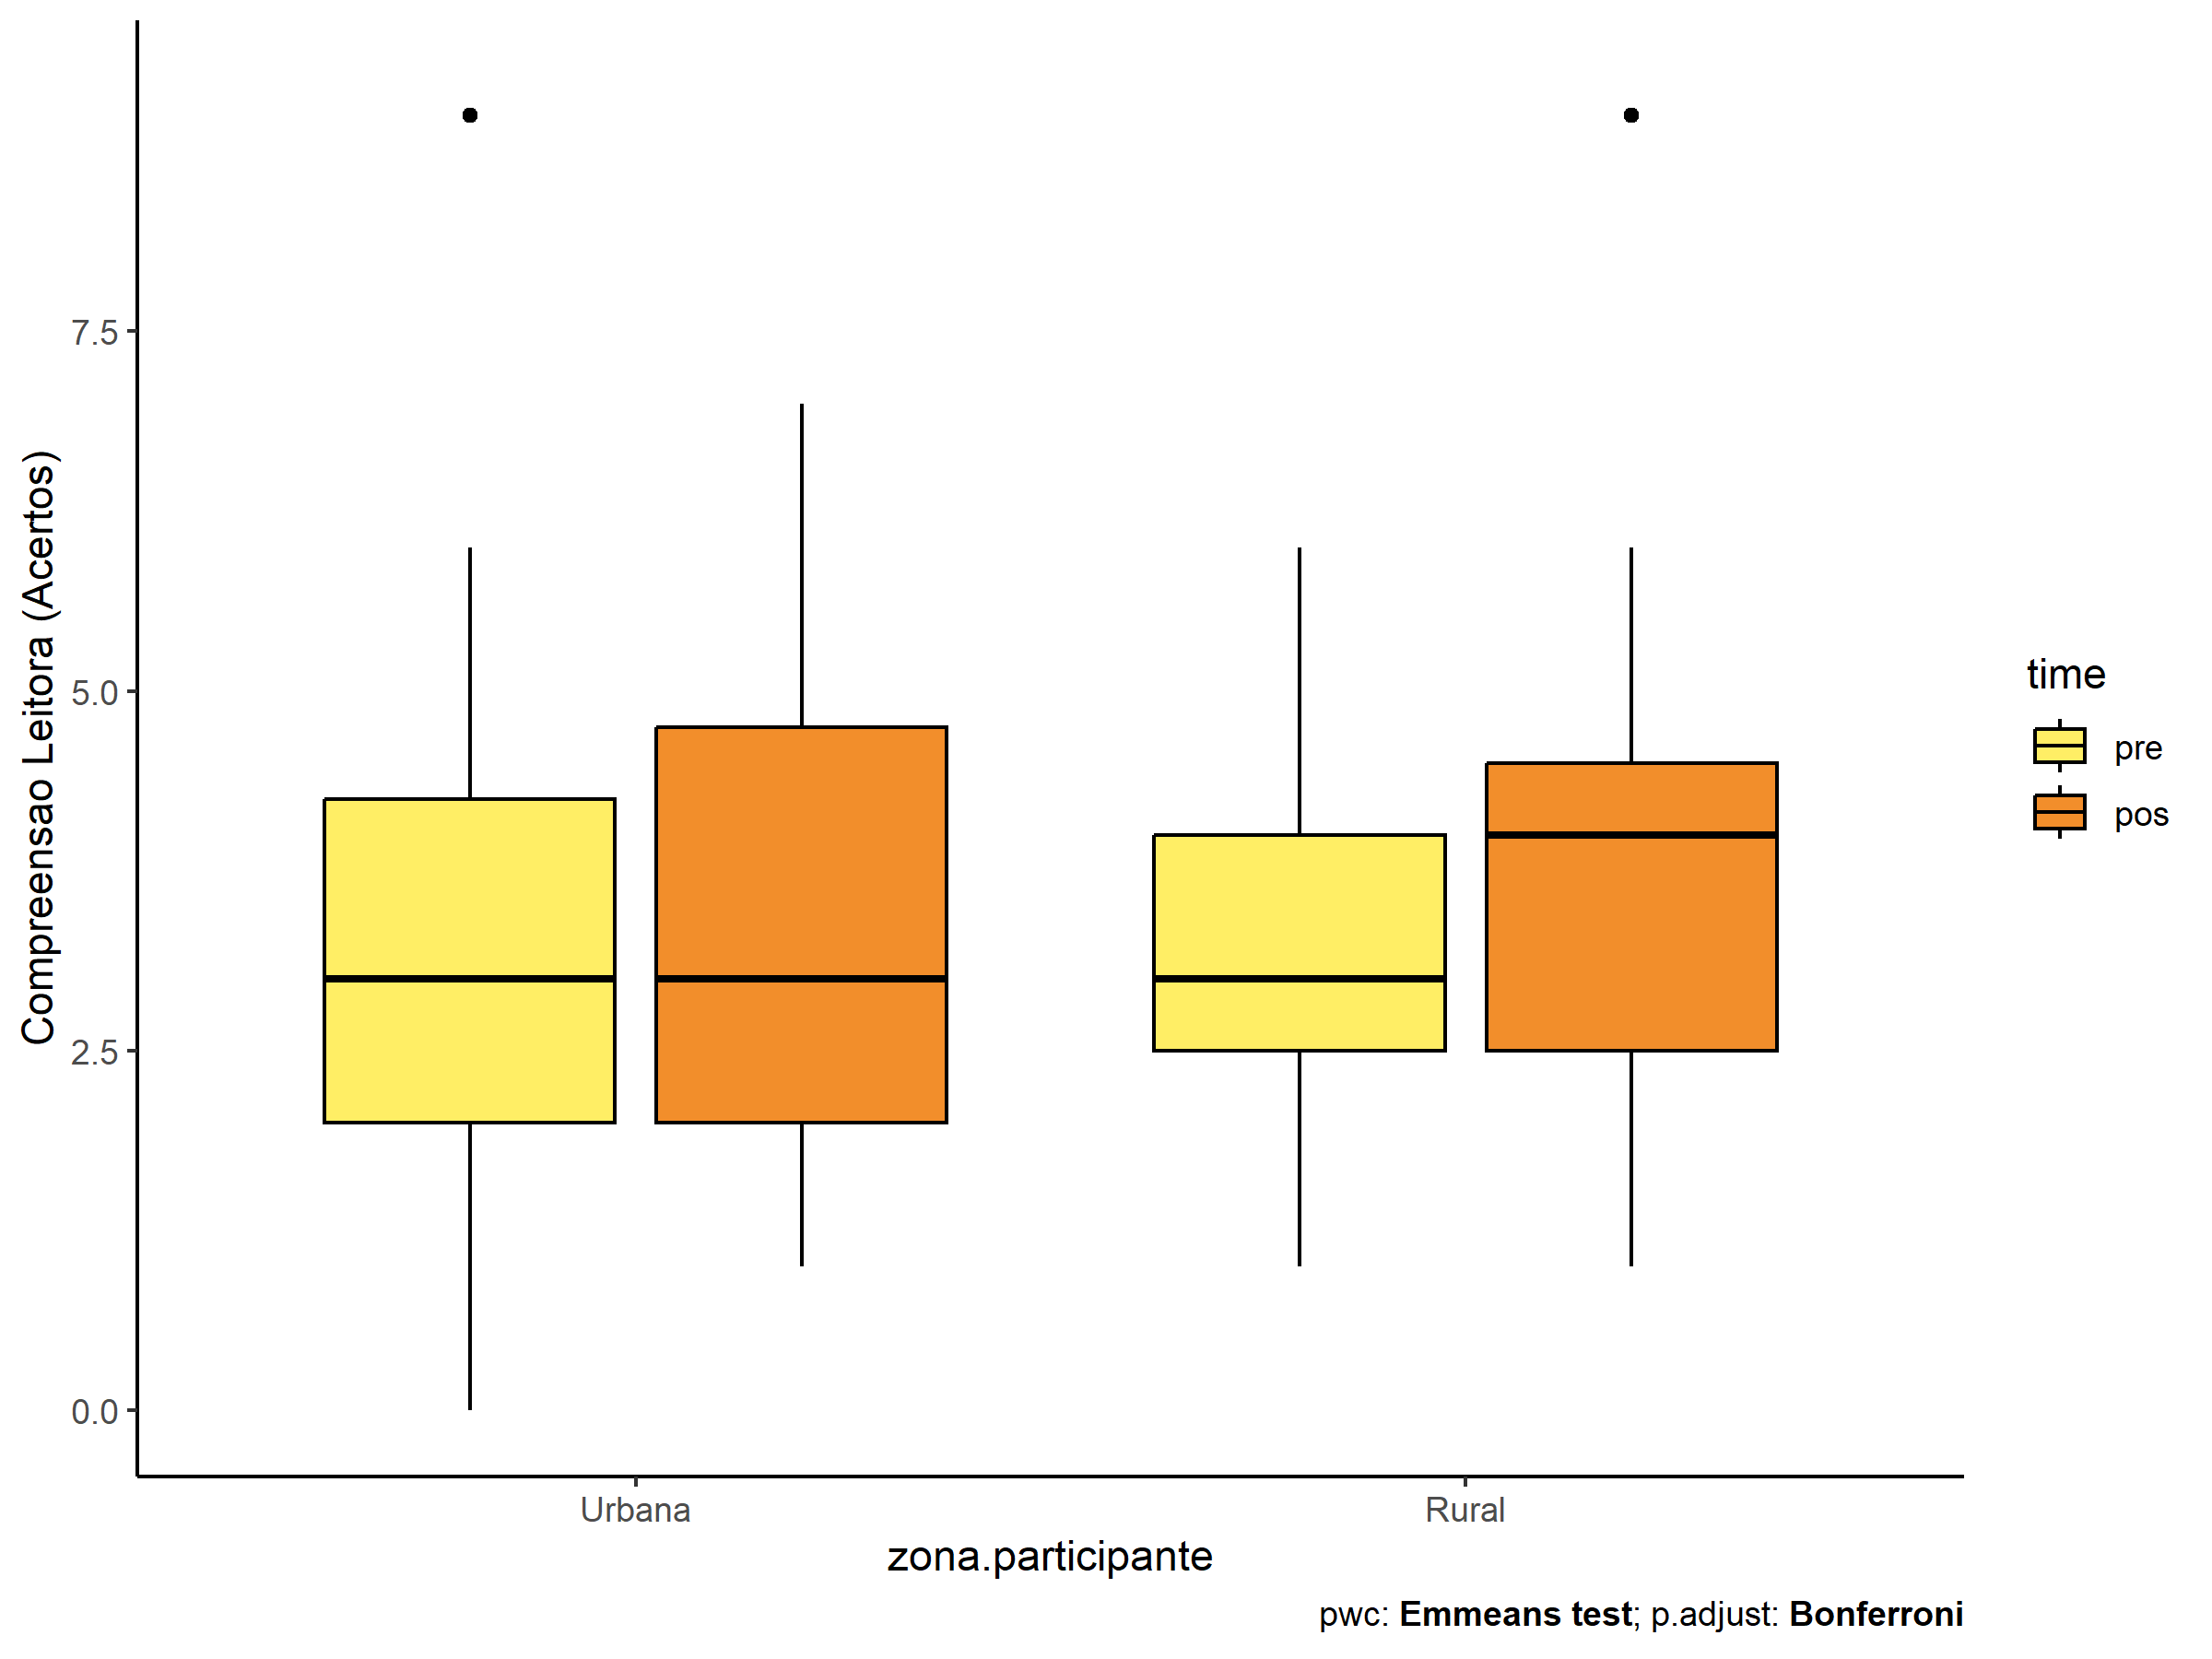 Compreensao Leitora (Acertos)
7.5
5.0
2.5
0.0
Urbana
Rural
zona.participante
time
pre
pos
pwc: Emmeans test; p.adjust: Bonferroni